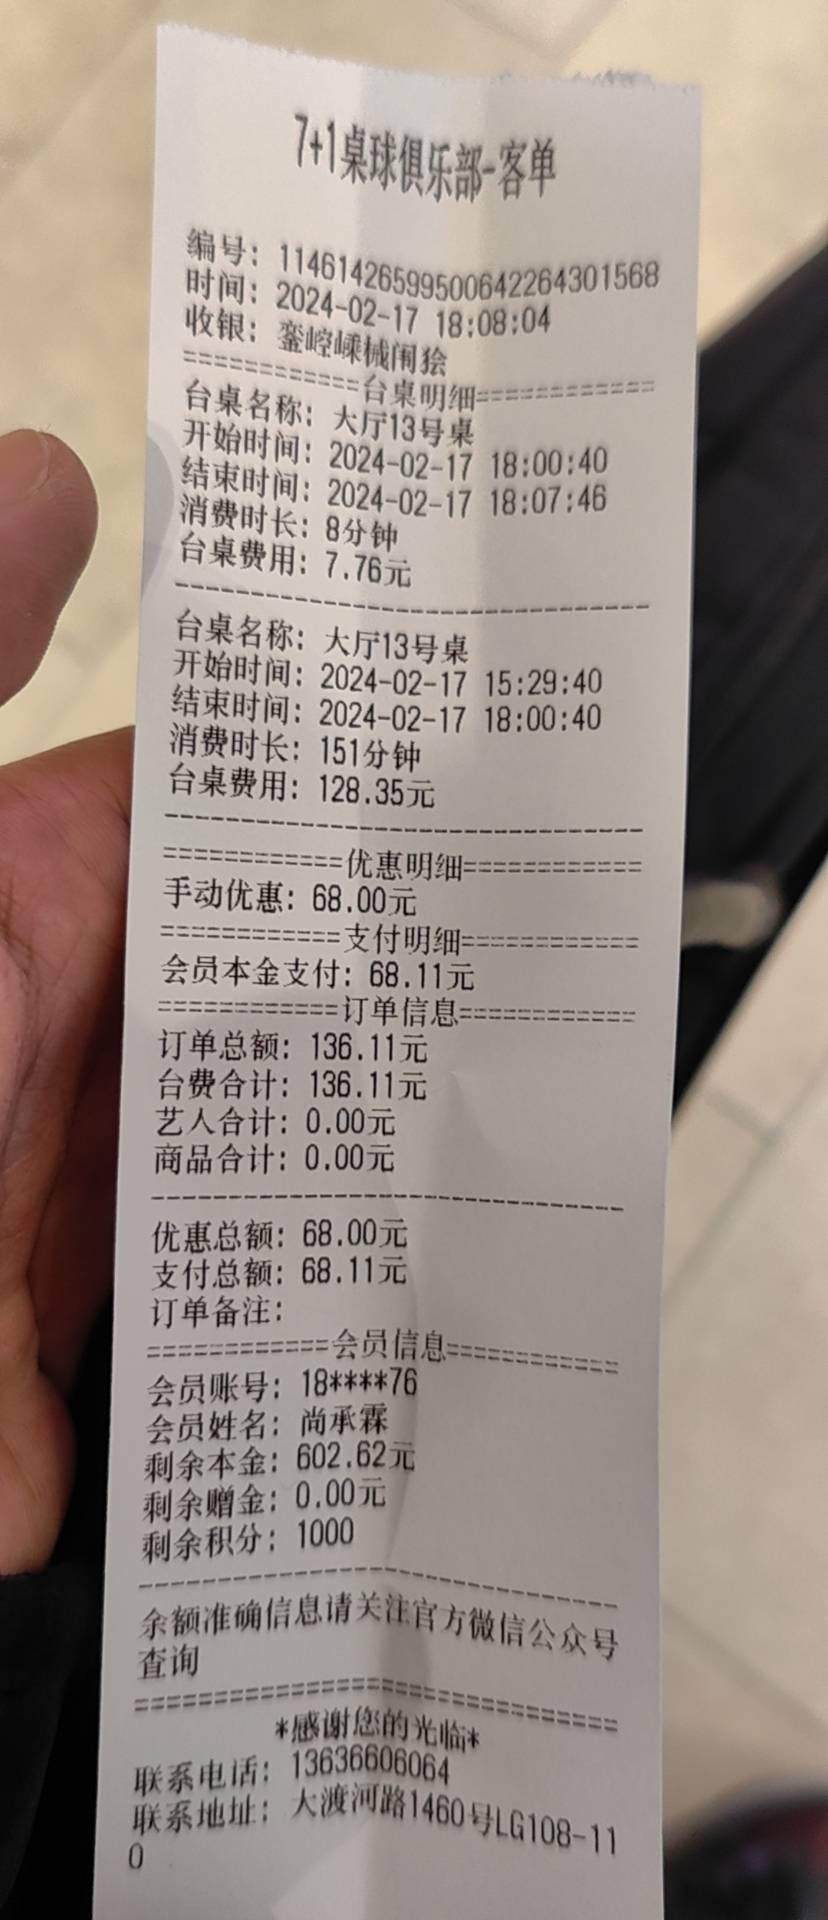 7+1桌球俱乐部-客单
编号: 1146142659950064226430156​8
时间: 2024-02-17 18:08:04
收银: 銮崆嵊械闱狯
============台桌明细============
台桌名称: 大厅13号桌
开始时间: 2024-02-17 18:00:40
结束时间: 2024-02-17 18:07:46
消费时长: 8分钟
台桌费用: 7.76元
--------------------------------
台桌名称: 大厅13号桌
开始时间: 2024-02-17 15:29:40
结束时间: 2024-02-17 18:00:40
消费时长: 151分钟
台桌费用: 128.35元
--------------------------------
============优惠明细============
手动优惠: 68.00元
============支付明细============
会员本金支付: 68.11元
============订单信息============
订单总额: 136.11元
台费合计: 136.11元
艺人合计: 0.00元
商品合计: 0.00元
--------------------------------
优惠总额: 68.00元
支付总额: 68.11元
订单备注:
============会员信息============
会员账号: 18****76
会员姓名: 尚承霖
剩余本金: 602.62元
剩余赠金: 0.00元
剩余积分: 1000
--------------------------------
余额准确信息请关注官方微信公众号
查询
================================
*感谢您的光临*
联系电话: 13636606064
联系地址: 大渡河路1460号LG108-11
0